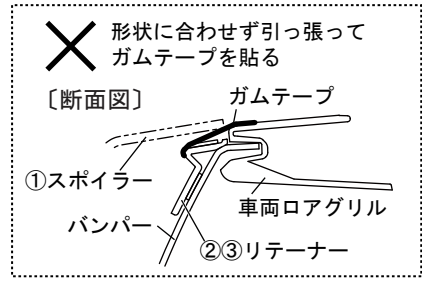 形状に合わせず引っ張って
ガムテープを貼る
〔断面図〕
ガムテープ
①スポイラー
車両ロアグリル
バンパー
②③リテーナー